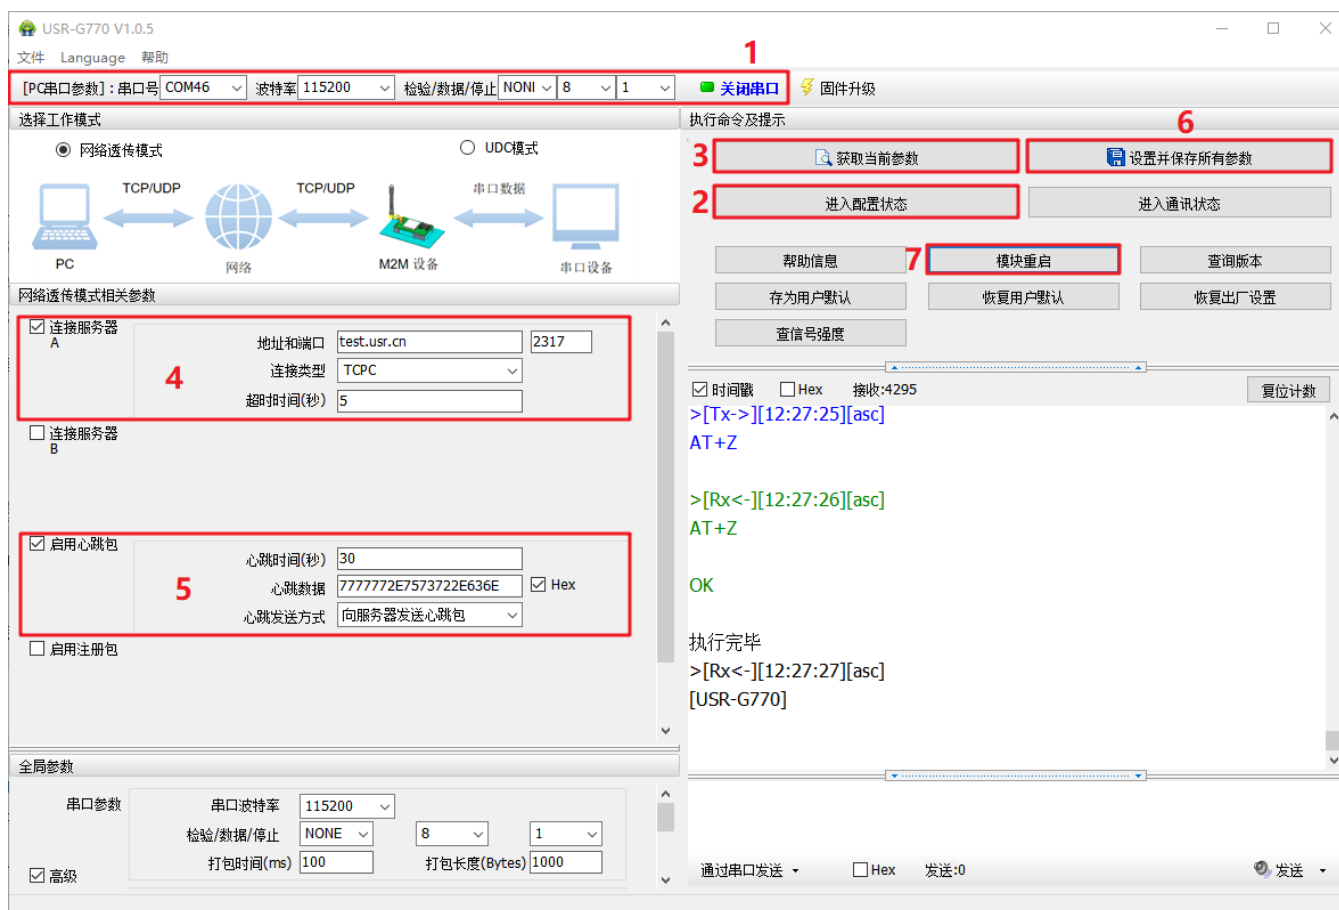 USR-G770 V1.0.5
文件 Language 帮助
1
[PC串口参数]：串口号 COM46 波特率 115200 检验/数据/停止 NONI 8 1 关闭串口 固件升级
选择工作模式
网络透传模式 UDC模式
TCP/UDP TCP/UDP 串口数据
PC 网络 M2M 设备 串口设备
网络透传模式相关参数
连接服务器
A
地址和端口 test.usr.cn 2317
连接类型 TCPC
超时时间(秒) 5
4
连接服务器
B
启用心跳包
心跳时间(秒) 30
心跳数据 7777772E7573722E636E Hex
心跳发送方式 向服务器发送心跳包
5
启用注册包
全局参数
串口参数 串口波特率 115200
检验/数据/停止 NONE 8 1
打包时间(ms) 100 打包长度(Bytes) 1000
高级
执行命令及提示
6
3 获取当前参数 设置并保存所有参数
2 进入配置状态 进入通讯状态
帮助信息 7 模块重启 查询版本
存为用户默认 恢复用户默认 恢复出厂设置
查信号强度
时间戳 Hex 接收:4295 复位计数
>[Tx->][12:27:25][asc]
AT+Z
>[Rx<-][12:27:26][asc]
AT+Z
OK
执行完毕
>[Rx<-][12:27:27][asc]
[USR-G770]
通过串口发送 Hex 发送:0 发送